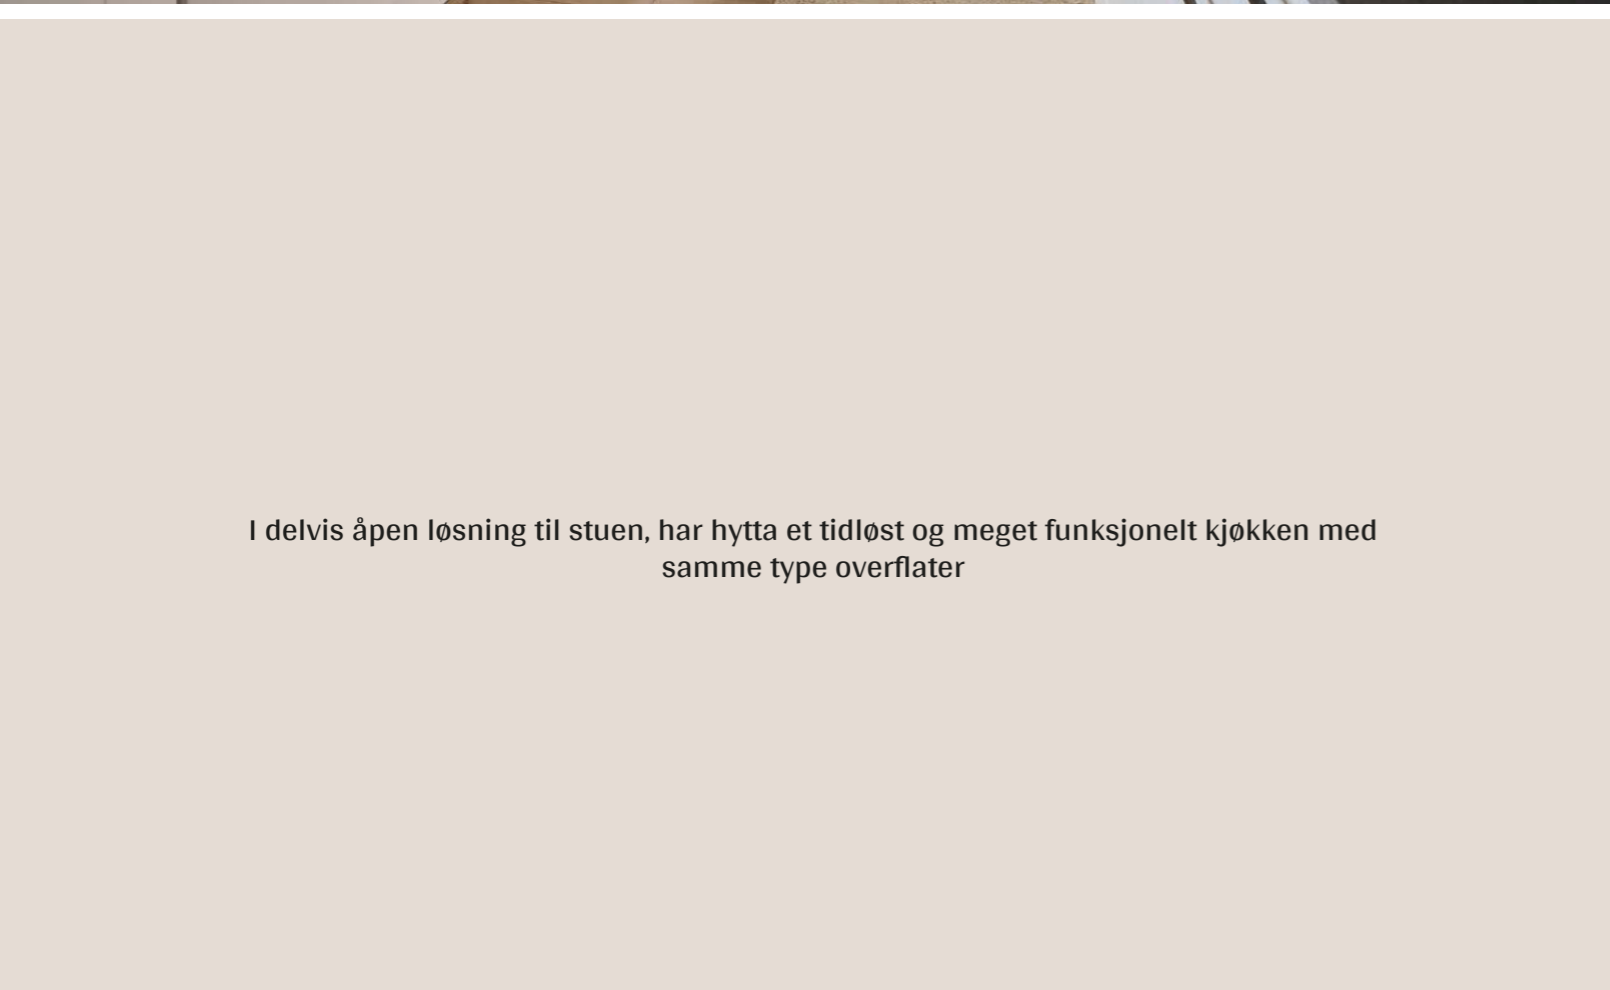 I delvis åpen løsning til stuen, har hytta et tidløst og meget funksjonelt kjøkken med
samme type overflater